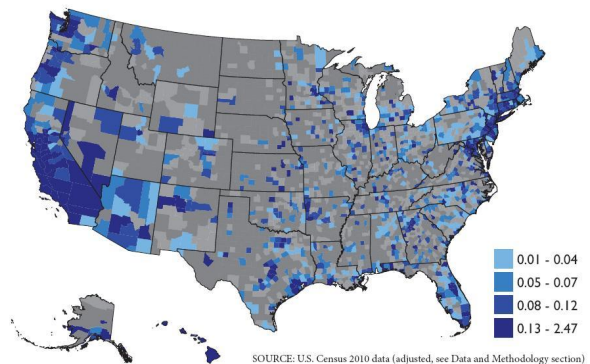 0.01 - 0.04
0.05 - 0.07
0.08 - 0.12
0.13 - 2.47
SOURCE: U.S. Census 2010 data (adjusted, see Data and Methodology section)